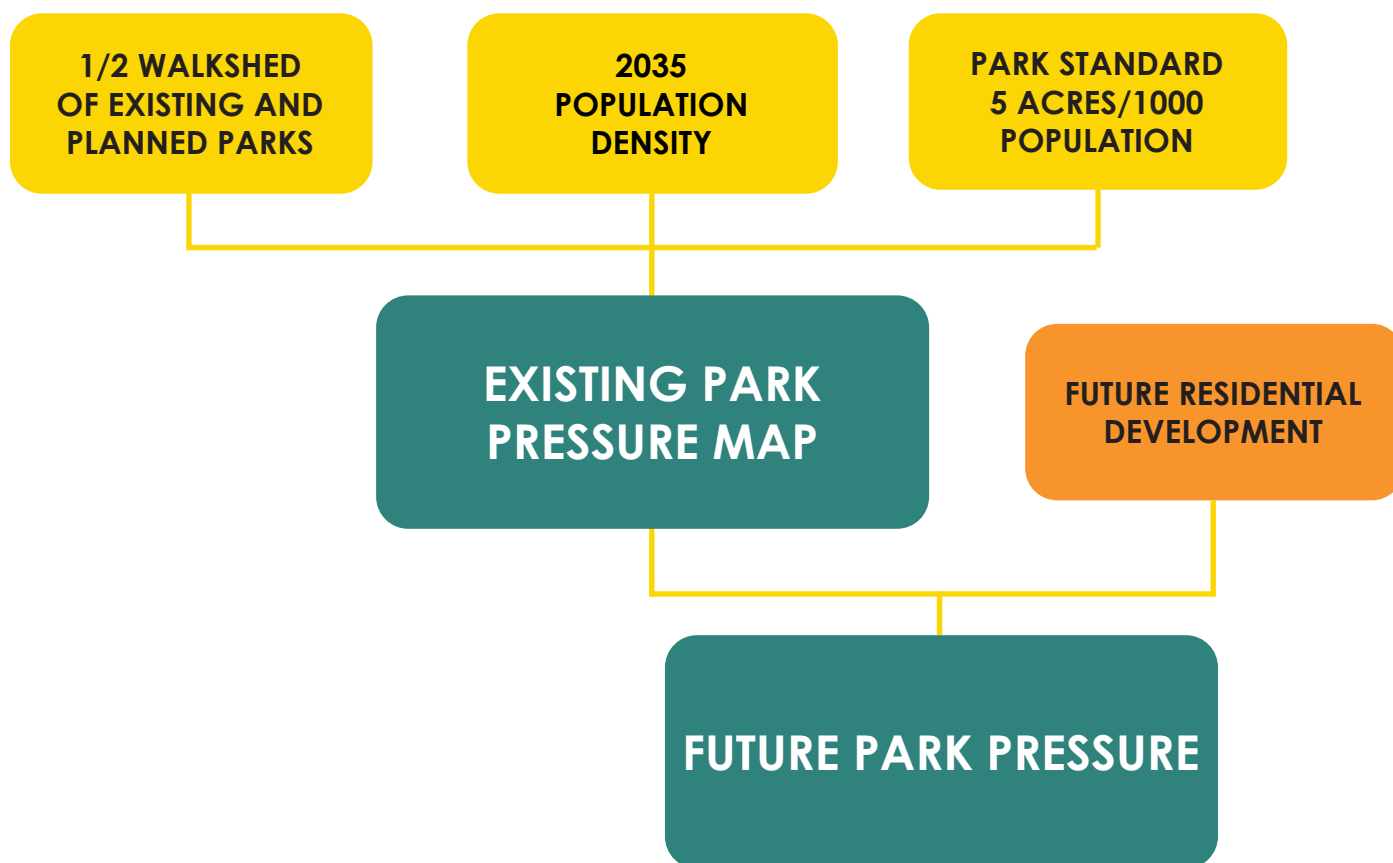 1/2 WALKSHED
OF EXISTING AND
PLANNED PARKS
2035
POPULATION
DENSITY
PARK STANDARD
5 ACRES/1000
POPULATION
EXISTING PARK
PRESSURE MAP
FUTURE RESIDENTIAL
DEVELOPMENT
FUTURE PARK PRESSURE